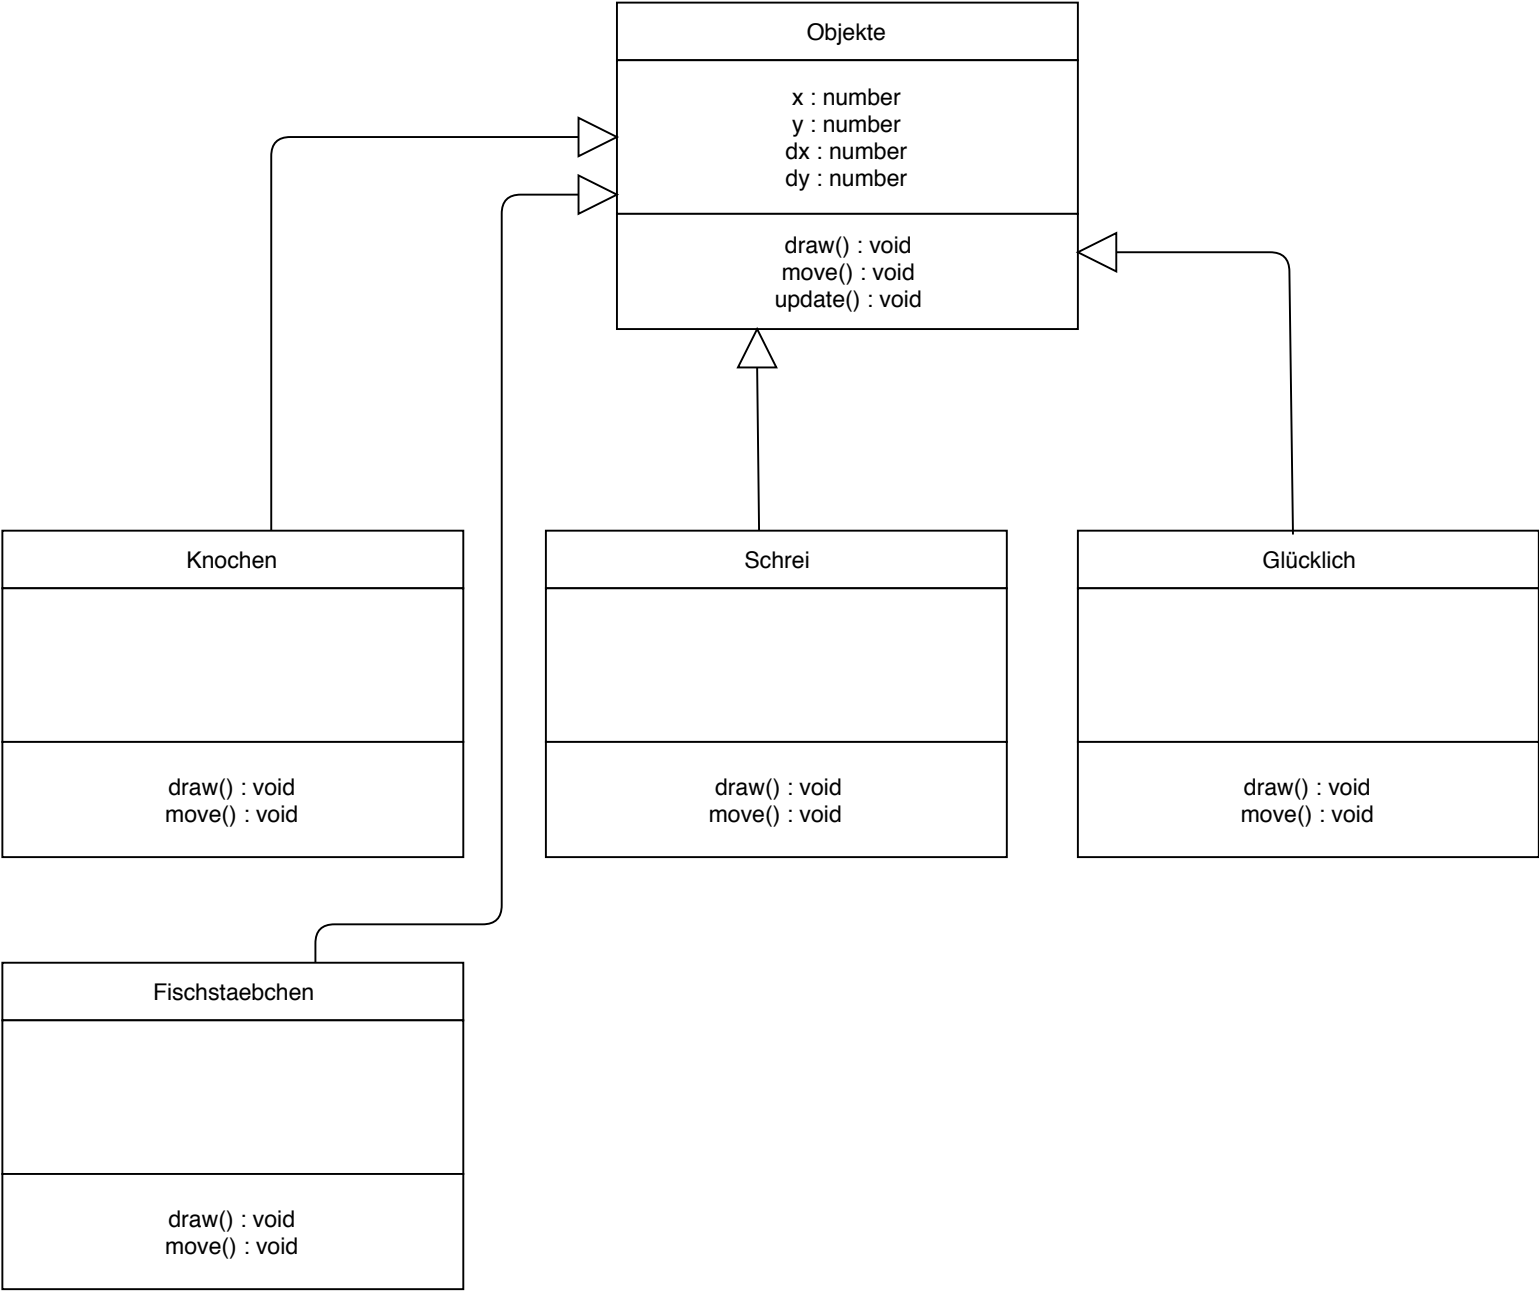 Objekte
x : number
y : number
dx : number
dy : number
draw() : void
move() : void
update() : void
Knochen
draw() : void
move() : void
Schrei
draw() : void
move() : void
Glücklich
draw() : void
move() : void
Fischstaebchen
draw() : void
move() : void